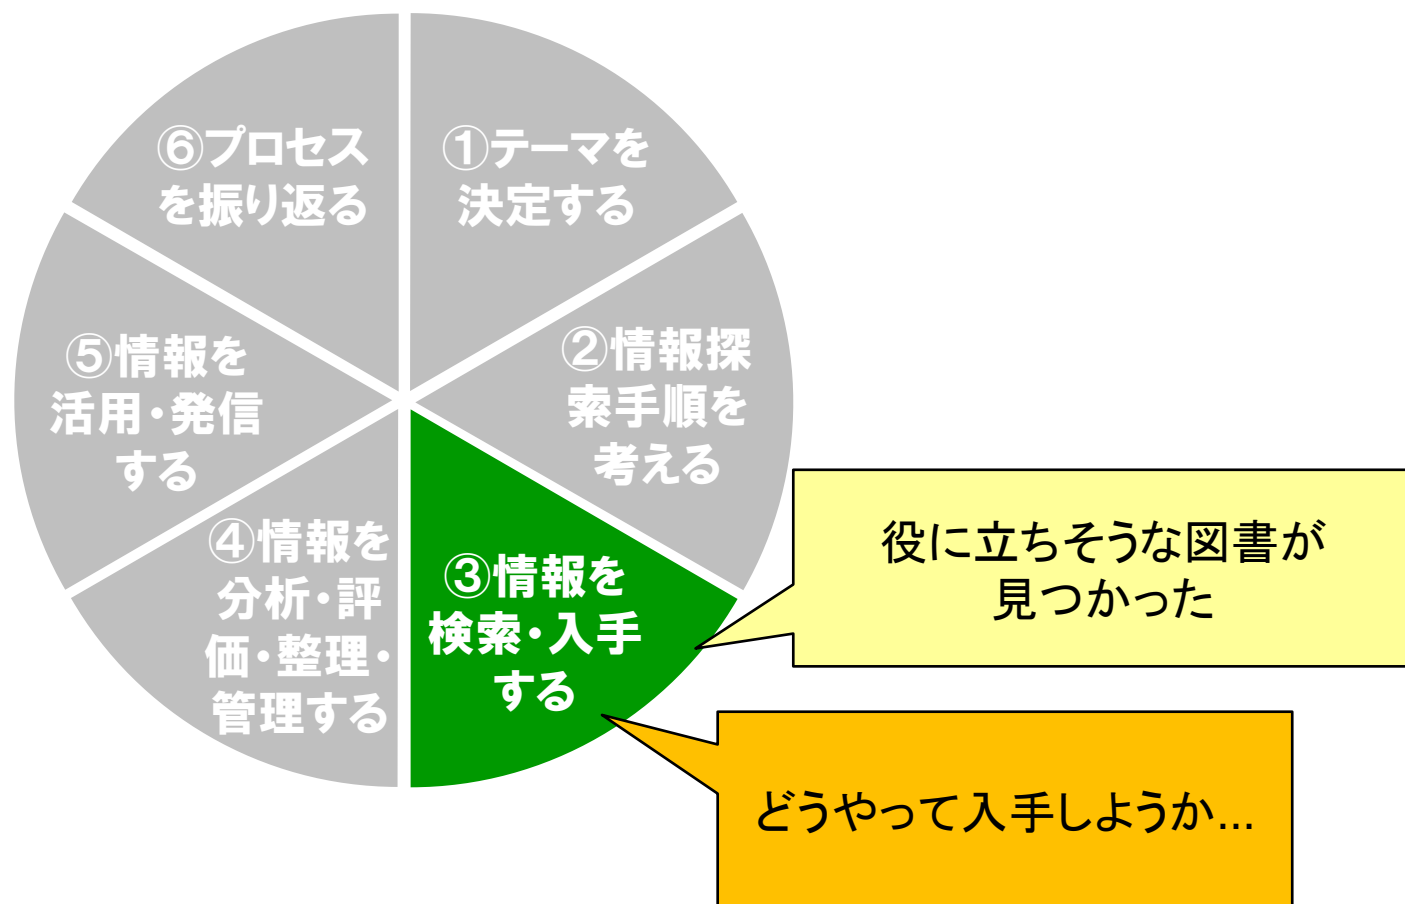 ①テーマを
決定する
②情報探
索手順を
考える
③情報を
検索・入手
する
④情報を
分析・評
価・整理・
管理する
⑤情報を
活用・発信
する
⑥プロセス
を振り返る
役に立ちそうな図書が
見つかった
どうやって入手しようか...